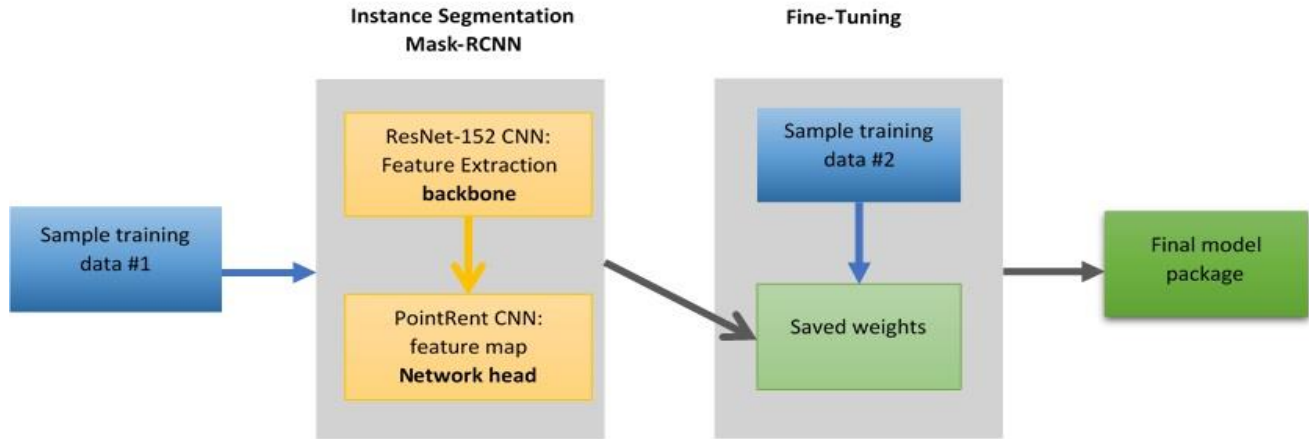 Instance Segmentation
Mask-RCNN
Fine-Tuning
Sample training
data #1
ResNet-152 CNN:
Feature Extraction
backbone
PointRent CNN:
feature map
Network head
Sample training
data #2
Saved weights
Final model
package